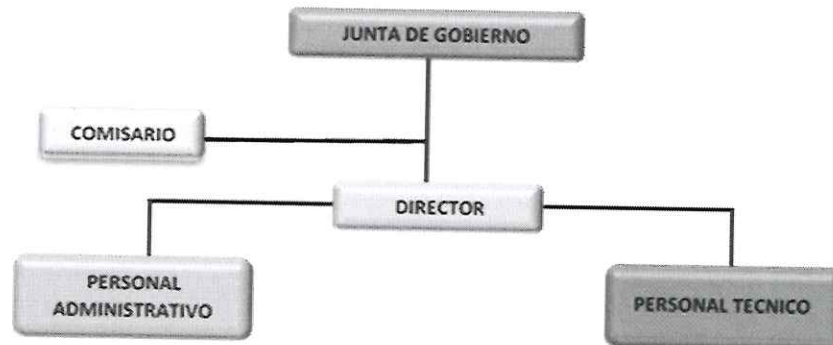 JUNTA DE GOBIERNO
COMISARIO
DIRECTOR
PERSONAL
ADMINISTRATIVO
PERSONAL TECNICO